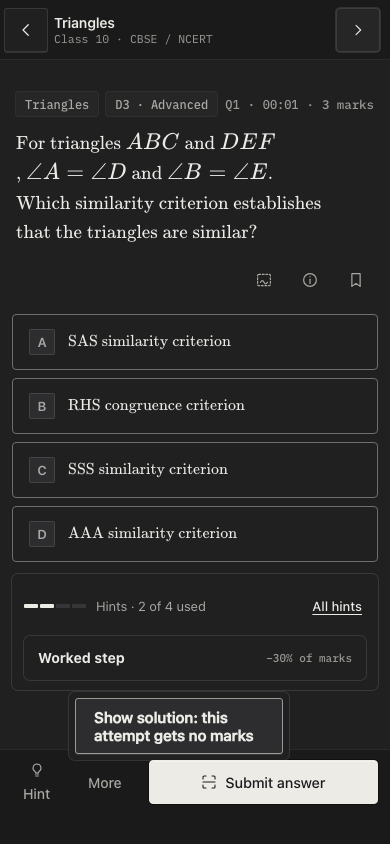 Triangles
Class 10 · CBSE / NCERT
Triangles
D3 · Advanced
Q1 · 00:01 · 3 marks
For triangles ABC and DEF
, ∠A = ∠D and ∠B = ∠E.
Which similarity criterion establishes
that the triangles are similar?
A SAS similarity criterion
B RHS congruence criterion
C SSS similarity criterion
D AAA similarity criterion
Hints · 2 of 4 used
All hints
Worked step
−30% of marks
Show solution: this
attempt gets no marks
Hint
More
Submit answer